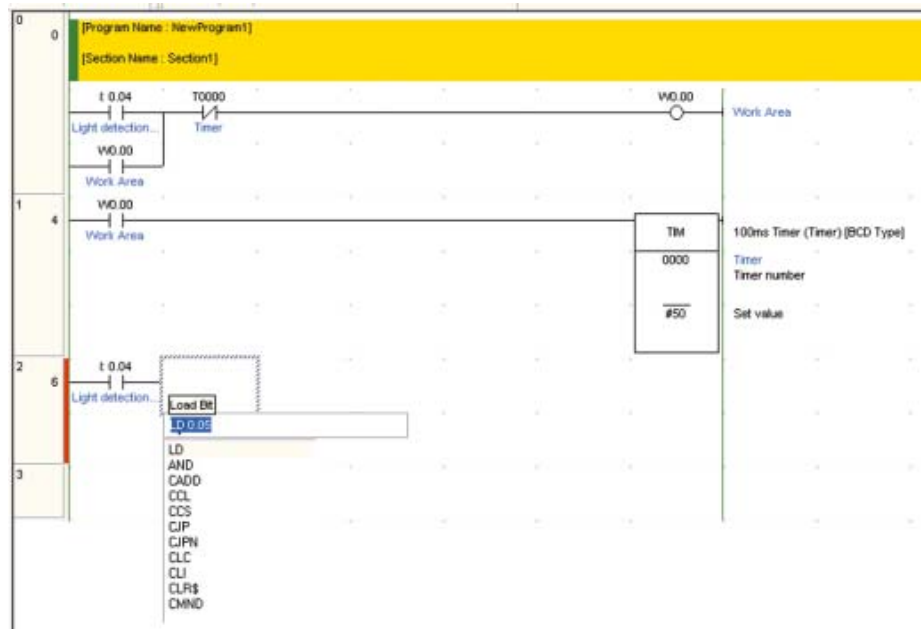 0
0
[Program Name : NewProgram1]
[Section Name : Section1]
I: 0.04
T0000
W0.00
Work Area
Light detection...
Timer
W0.00
Work Area
1
4
W0.00
Work Area
TIM
100ms Timer (Timer) [BCD Type]
0000
Timer
Timer number
#50
Set value
2
6
I: 0.04
Light detection...
Load Bit
LD 0.05
LD
AND
CADD
CCL
CCS
CJP
CJPN
CLC
CLI
CLR$
CMND
3